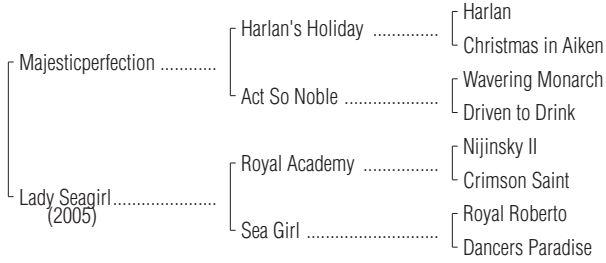 Harlan
Harlan's Holiday ..............
Christmas in Aiken
Majesticperfection ............
Wavering Monarch
Act So Noble ....................
Driven to Drink
Nijinsky II
Royal Academy ................
Crimson Saint
Lady Seagirl ......................
(2005)
Royal Roberto
Sea Girl ............................
Dancers Paradise